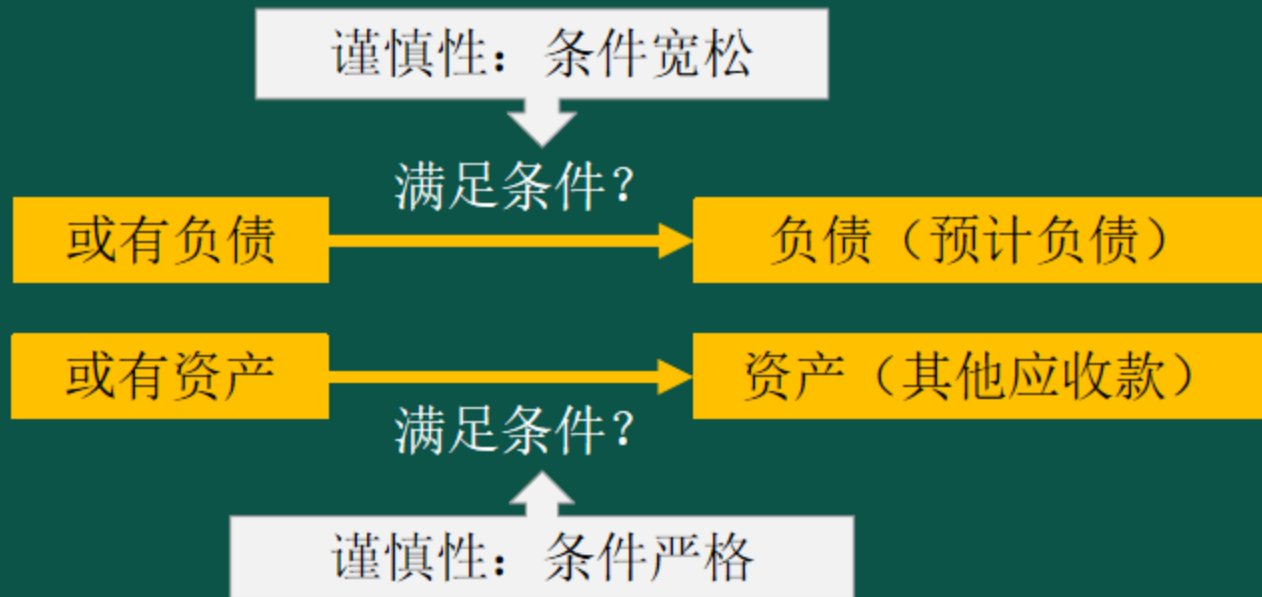 谨慎性：条件宽松
满足条件？
或有负债
负债（预计负债）
或有资产
资产（其他应收款）
满足条件？
谨慎性：条件严格